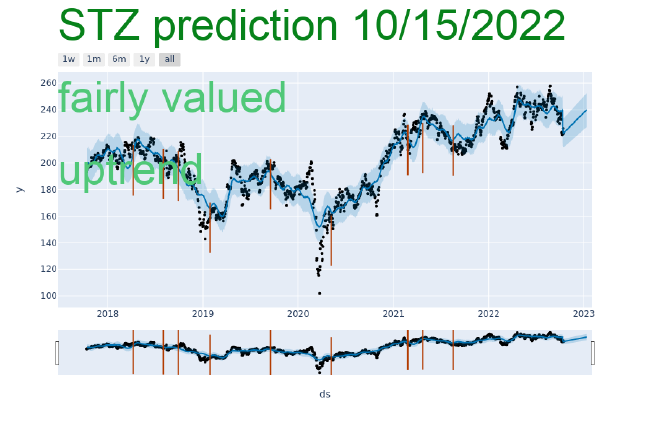 STZ prediction 10/15/2022
1w 1m 6m 1y all
fairly valued
uptrend
260
240
220
200
180
160
140
120
100
y
2018 2019 2020 2021 2022 2023
ds